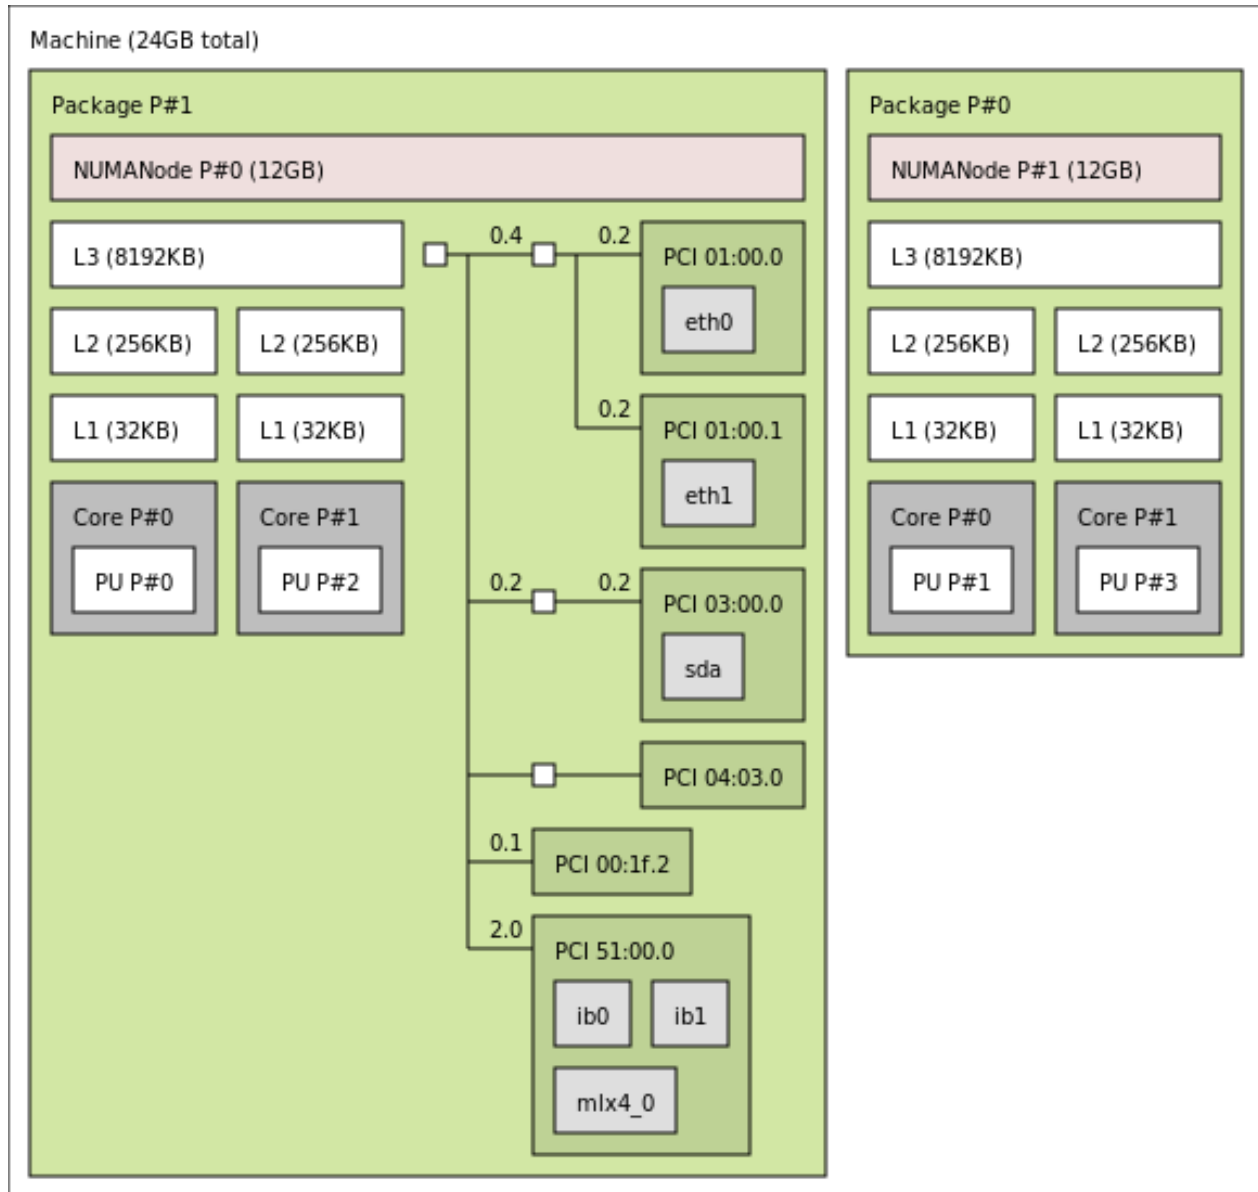 Machine (24GB total)
Package P#1
NUMANode P#0 (12GB)
L3 (8192KB)
L2 (256KB)
L2 (256KB)
L1 (32KB)
L1 (32KB)
Core P#0
PU P#0
Core P#1
PU P#2
0.4
0.2
PCI 01:00.0
eth0
0.2
PCI 01:00.1
eth1
0.2
0.2
PCI 03:00.0
sda
PCI 04:03.0
0.1
PCI 00:1f.2
2.0
PCI 51:00.0
ib0
ib1
mlx4_0
Package P#0
NUMANode P#1 (12GB)
L3 (8192KB)
L2 (256KB)
L2 (256KB)
L1 (32KB)
L1 (32KB)
Core P#0
PU P#1
Core P#1
PU P#3